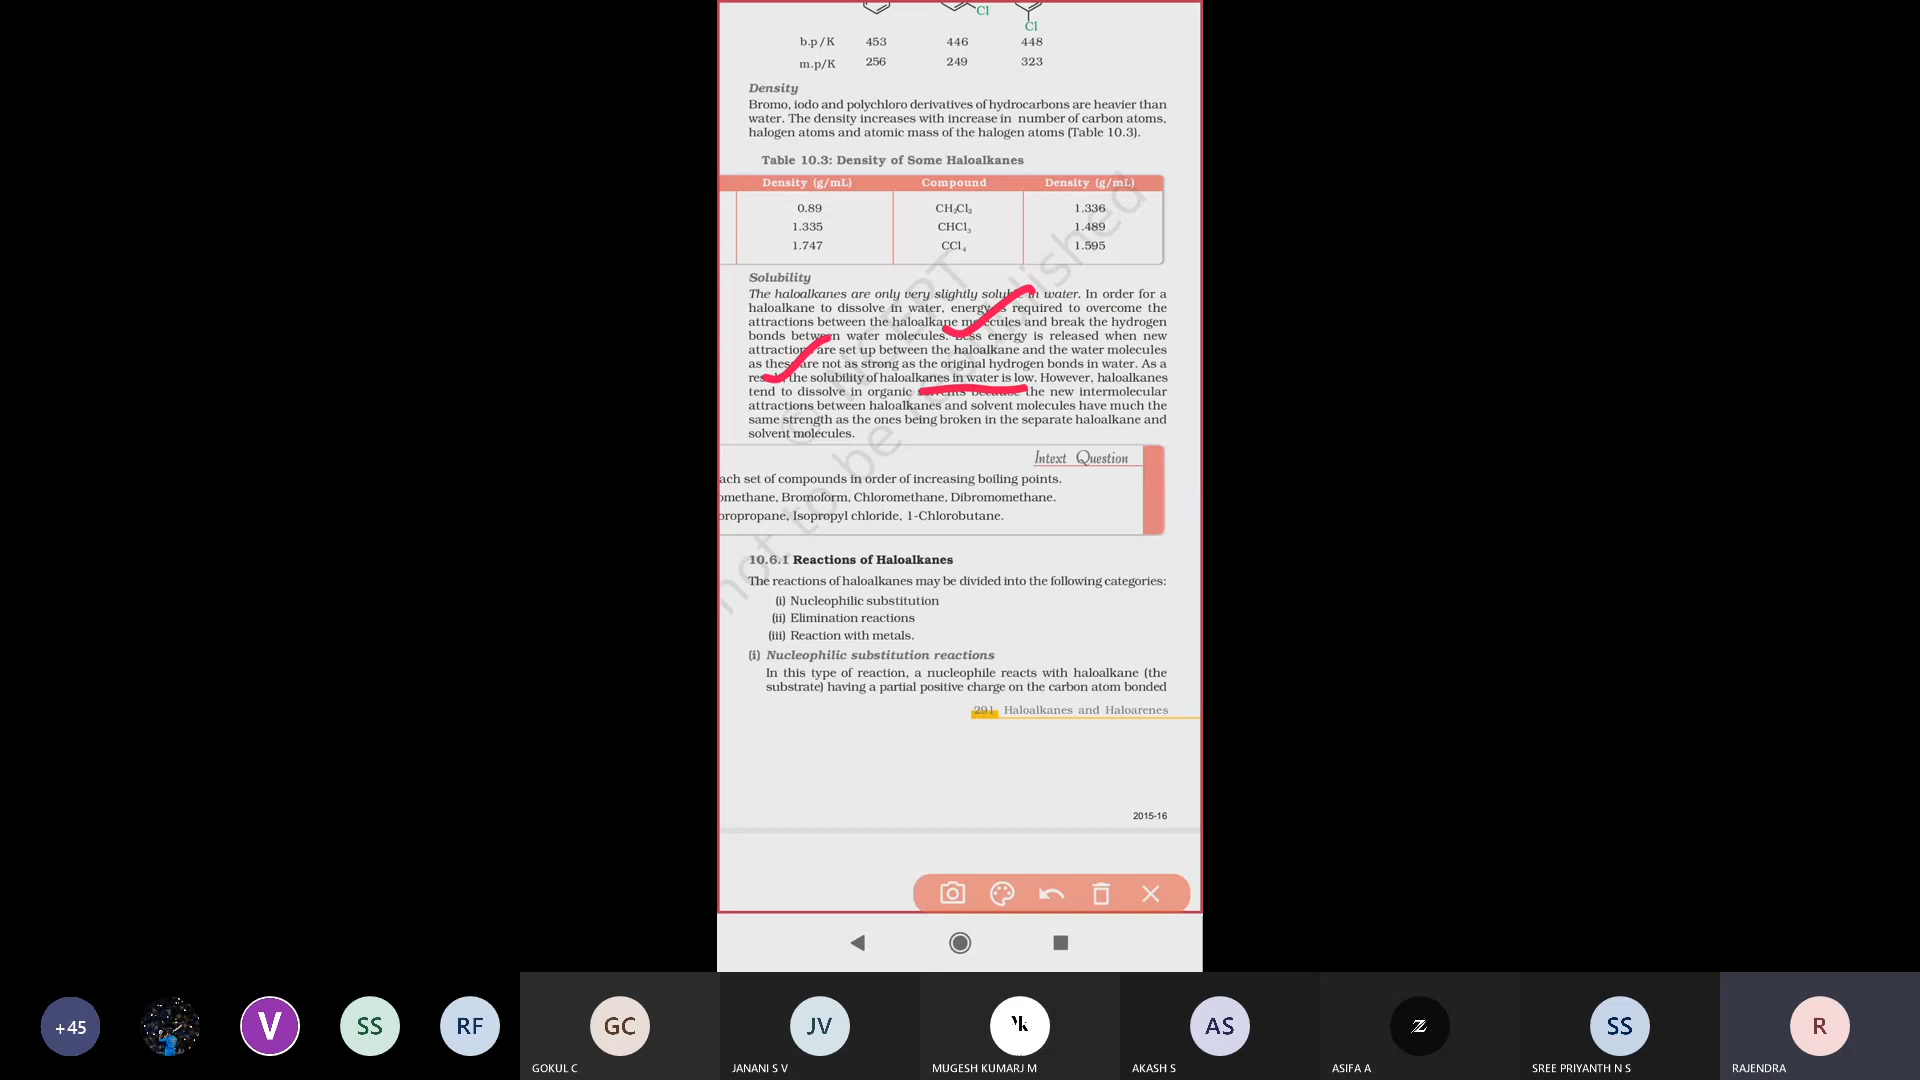 Cl
Cl
b.p/K 453 446 448
m.p/K 256 249 323
Density
Bromo, iodo and polychloro derivatives of hydrocarbons are heavier than
water. The density increases with increase in number of carbon atoms,
halogen atoms and atomic mass of the halogen atoms (Table 10.3).
Table 10.3: Density of Some Haloalkanes
Density (g/mL) Compound Density (g/mL)
0.89 CH₂Cl₂ 1.336
1.335 CHCl₃ 1.489
1.747 CCl₄ 1.595
Solubility
The haloalkanes are only very slightly soluble in water. In order for a
haloalkane to dissolve in water, energy is required to overcome the
attractions between the haloalkane molecules and break the hydrogen
bonds between water molecules. Less energy is released when new
attractions are set up between the haloalkane and the water molecules
as these are not as strong as the original hydrogen bonds in water. As a
result, the solubility of haloalkanes in water is low. However, haloalkanes
tend to dissolve in organic solvents because the new intermolecular
attractions between haloalkanes and solvent molecules have much the
same strength as the ones being broken in the separate haloalkane and
solvent molecules.
© NCERT
not to be republished
Intext Question
ach set of compounds in order of increasing boiling points.
omethane, Bromoform, Chloromethane, Dibromomethane.
oropropane, Isopropyl chloride, 1-Chlorobutane.
10.6.1 Reactions of Haloalkanes
The reactions of haloalkanes may be divided into the following categories:
(i) Nucleophilic substitution
(ii) Elimination reactions
(iii) Reaction with metals.
(i) Nucleophilic substitution reactions
In this type of reaction, a nucleophile reacts with haloalkane (the
substrate) having a partial positive charge on the carbon atom bonded
291 Haloalkanes and Haloarenes
2015-16
+45 V SS RF GC JV AS SS R
GOKUL C JANANI S V MUGESH KUMARJ M AKASH S ASIFA A SREE PRIYANTH N S RAJENDRA